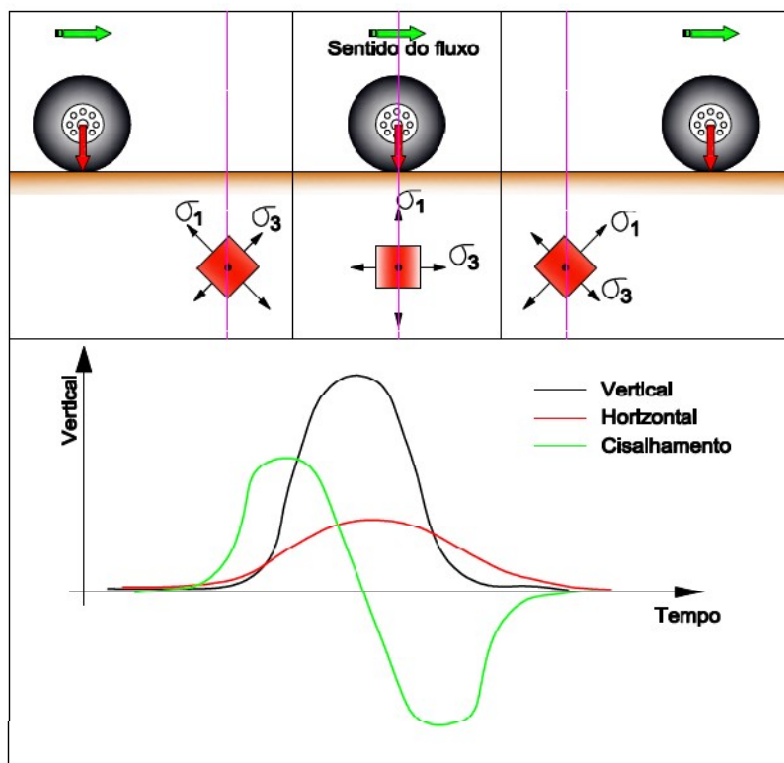 Sentido do fluxo
σ1
σ3
σ1
σ3
σ1
σ3
Vertical
Vertical
Horizontal
Cisalhamento
Tempo